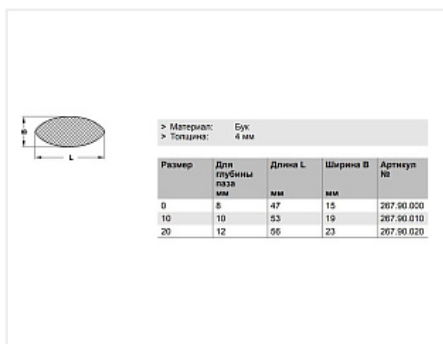 > Материал: Бук
> Толщина: 4 мм
B
L
Размер Для глубины паза мм Длина L мм Ширина B мм Артикул №
0 8 47 15 267.90.000
10 10 53 19 267.90.010
20 12 56 23 267.90.020